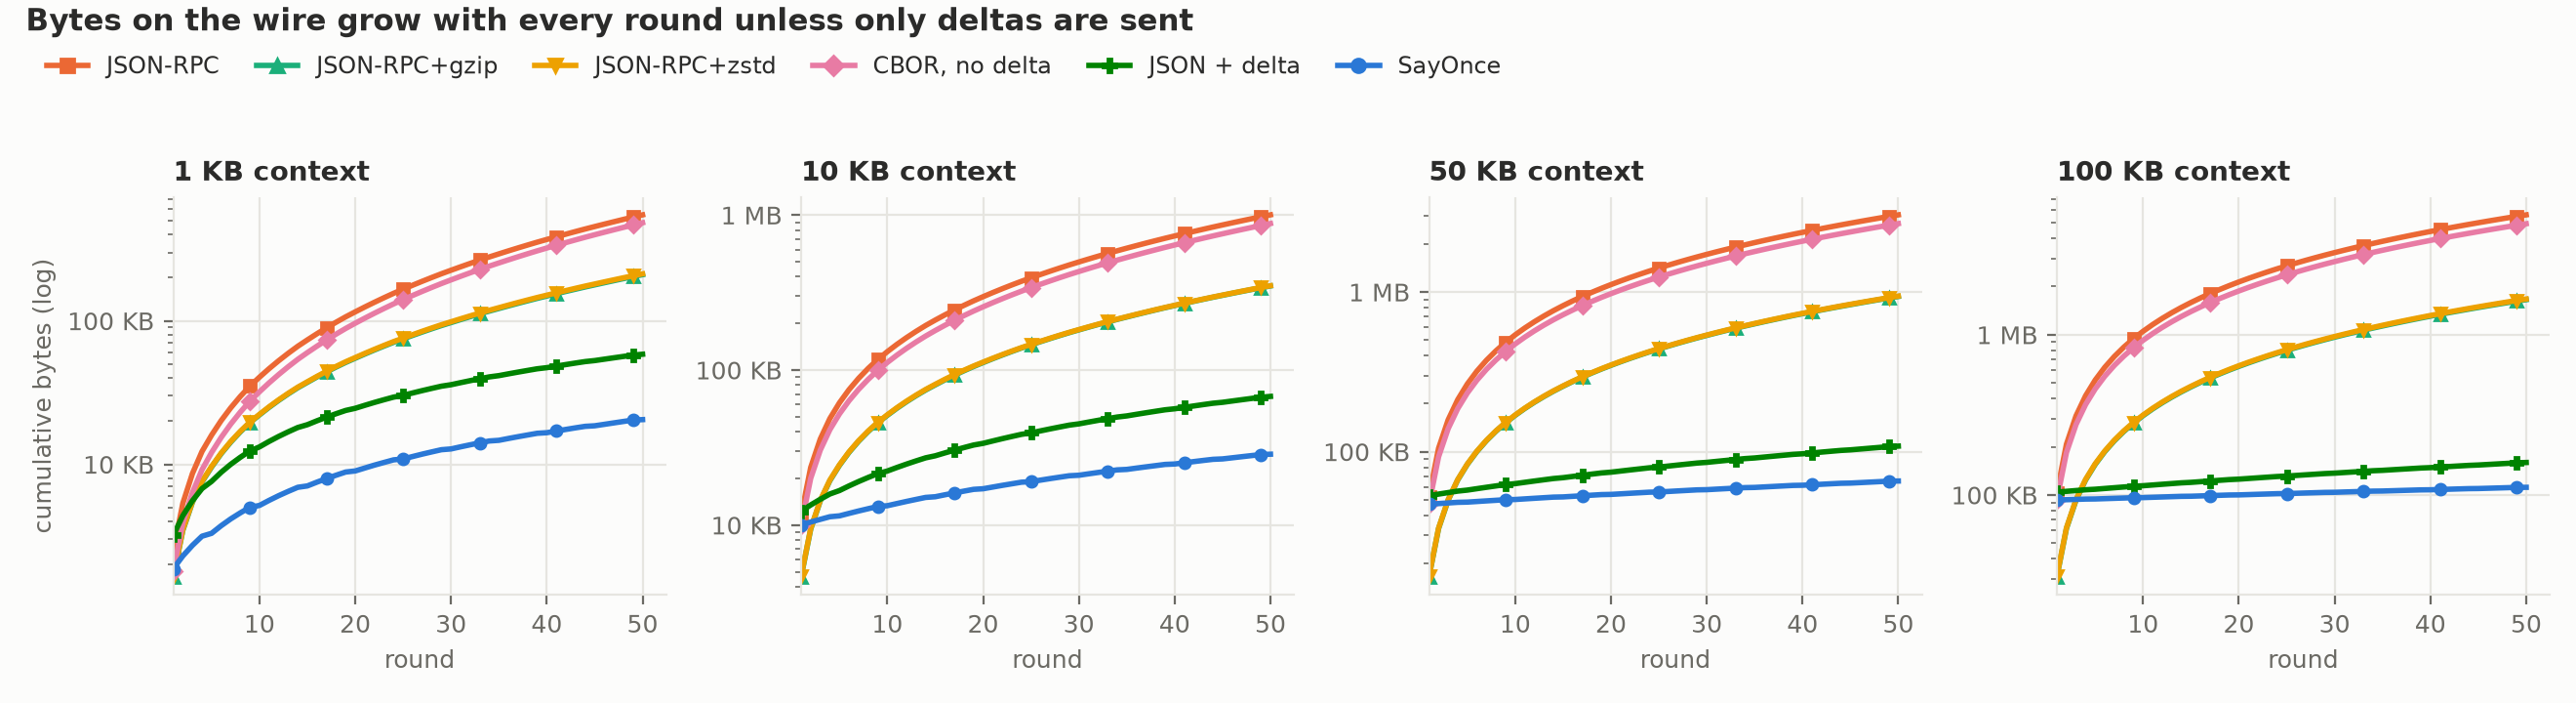 Bytes on the wire grow with every round unless only deltas are sent
JSON-RPC JSON-RPC+gzip JSON-RPC+zstd CBOR, no delta JSON + delta SayOnce
1 KB context
cumulative bytes (log)
100 KB
10 KB
10 20 30 40 50
round
10 KB context
1 MB
100 KB
10 KB
10 20 30 40 50
round
50 KB context
1 MB
100 KB
10 20 30 40 50
round
100 KB context
1 MB
100 KB
10 20 30 40 50
round